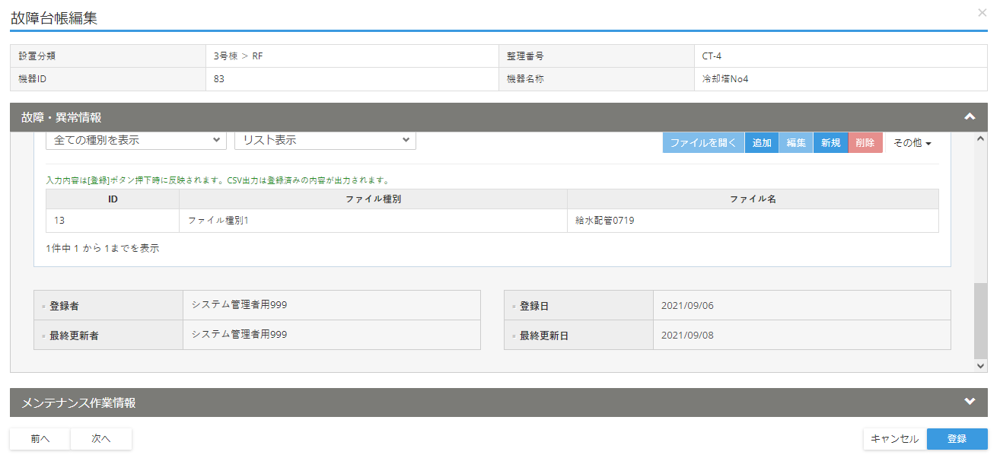 故障台帳編集
設置分類 3号棟 > RF 整理番号 CT-4
機器ID 83 機器名称 冷却塔No4
故障・異常情報
全ての種別を表示 リスト表示 ファイルを開く 追加 編集 新規 削除 その他
入力内容は[登録]ボタン押下時に反映されます。CSV出力は登録済みの内容が出力されます。
ID ファイル種別 ファイル名
13 ファイル種別1 給水配管0719
1件中 1 から 1までを表示
登録者 システム管理者用999 登録日 2021/09/06
最終更新者 システム管理者用999 最終更新日 2021/09/08
メンテナンス作業情報
前へ 次へ キャンセル 登録